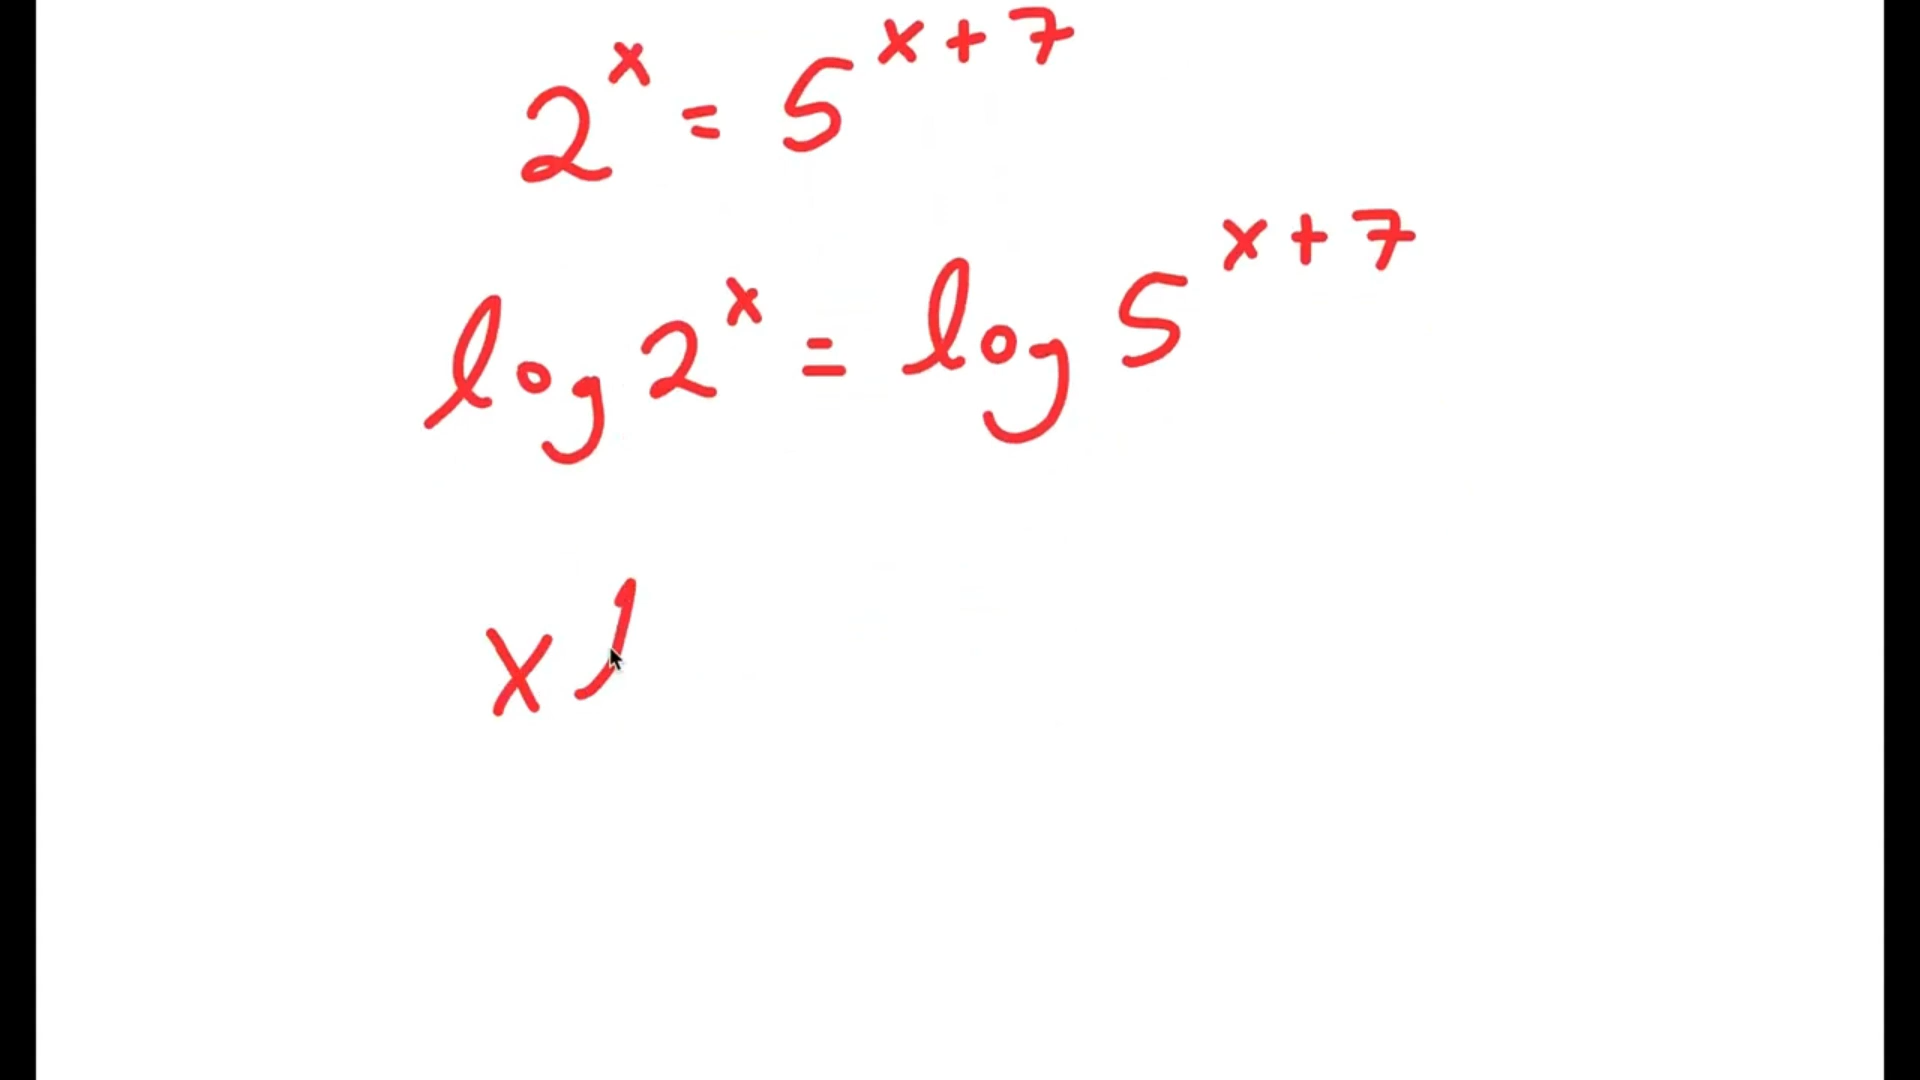 2^x = 5^{x+7}
log 2^x = log 5^{x+7}
x